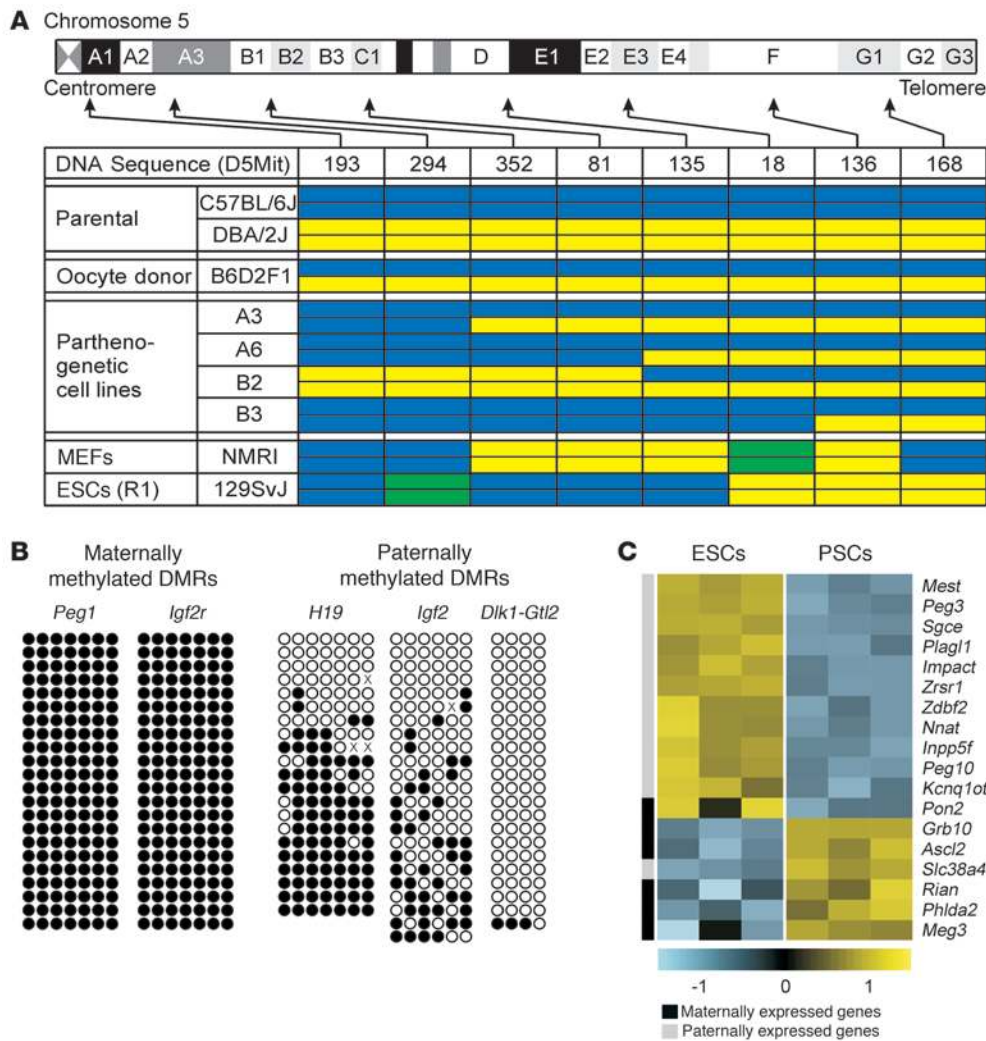 A Chromosome 5
A1 A2 A3 B1 B2 B3 C1 D E1 E2 E3 E4 F G1 G2 G3
Centromere Telomere
DNA Sequence (D5Mit) 193 294 352 81 135 18 136 168
Parental
C57BL/6J
DBA/2J
Oocyte donor B6D2F1
Partheno-
genetic
cell lines
A3
A6
B2
B3
MEFs NMRI
ESCs (R1) 129SvJ
B
Maternally
methylated DMRs
Paternally
methylated DMRs
Peg1 Igf2r H19 Igf2 Dlk1-Gtl2
x
x
x x
C ESCs PSCs
Mest
Peg3
Sgce
Plagl1
Impact
Zrsr1
Zdbf2
Nnat
Inpp5f
Peg10
Kcnq1ot
Pon2
Grb10
Ascl2
Slc38a4
Rian
Phlda2
Meg3
-1 0 1
Maternally expressed genes
Paternally expressed genes